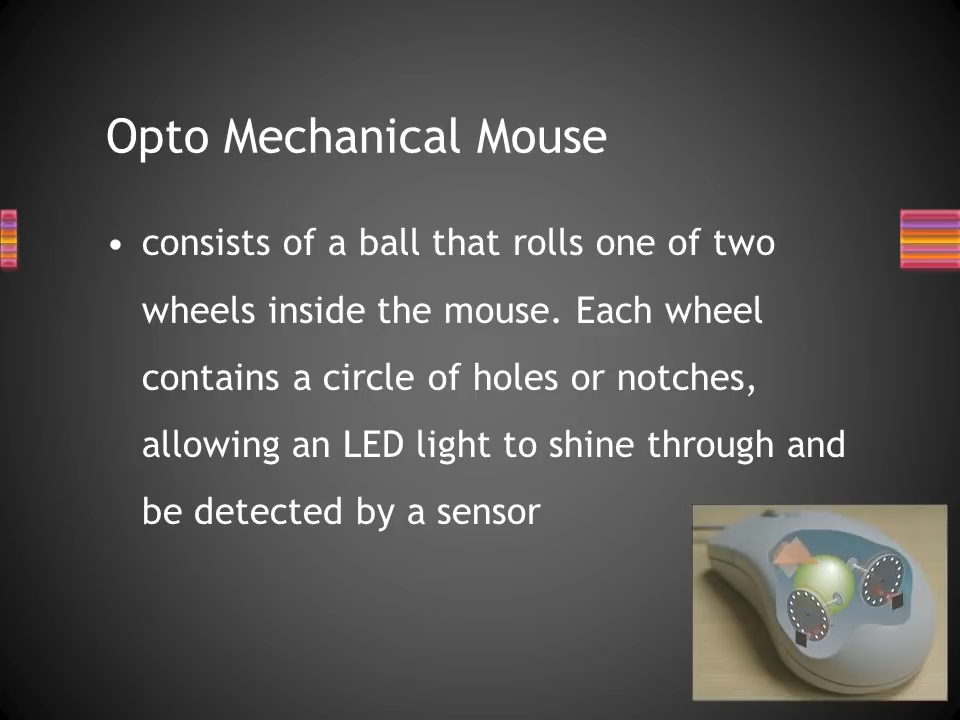 Opto Mechanical Mouse
• consists of a ball that rolls one of two
wheels inside the mouse. Each wheel
contains a circle of holes or notches,
allowing an LED light to shine through and
be detected by a sensor